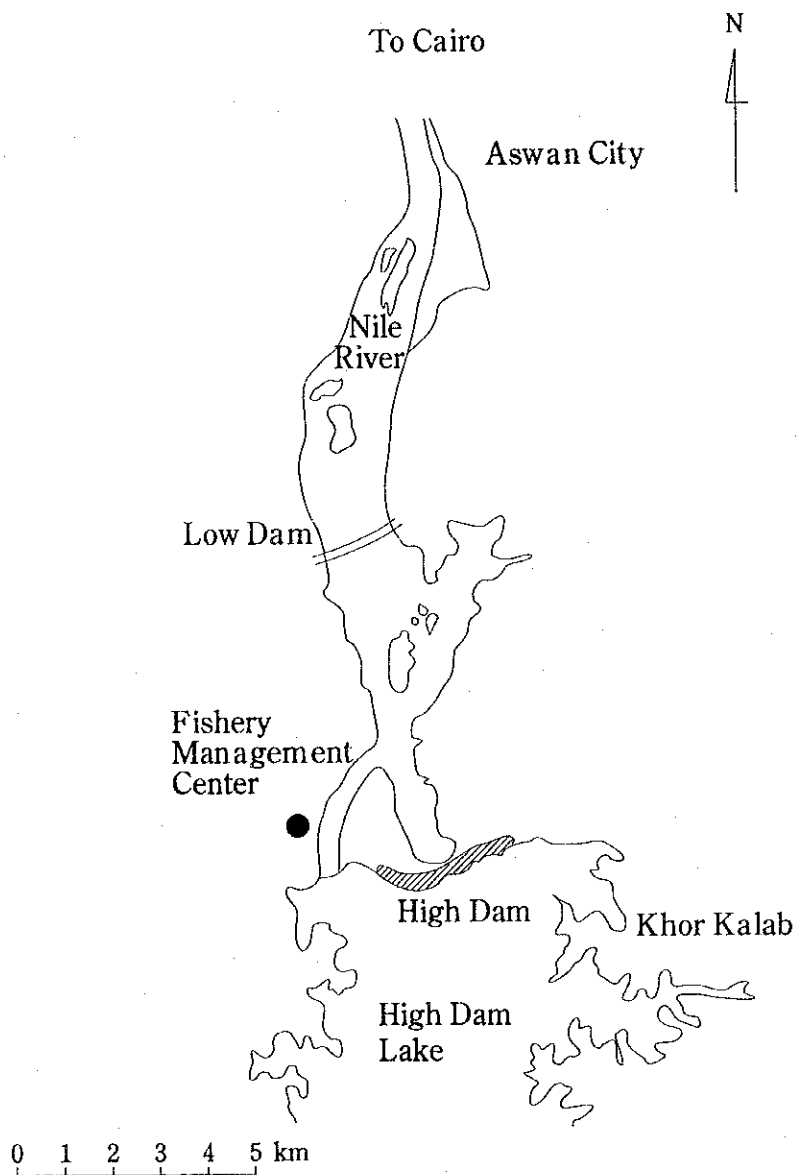 To Cairo
N
Aswan City
Nile
River
Low Dam
Fishery
Management
Center
High Dam
Khor Kalab
High Dam
Lake
0 1 2 3 4 5 km